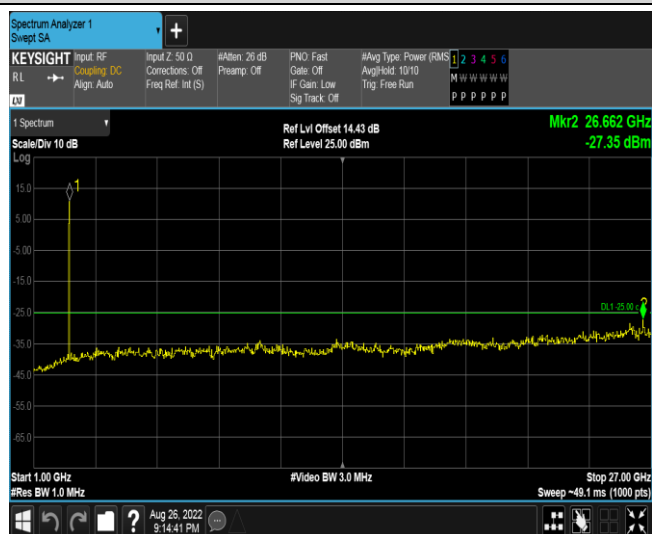 Spectrum Analyzer 1
Swept SA
+
KEYSIGHT Input: RF Input Z: 50 Ω #Atten: 26 dB PNO: Fast #Avg Type: Power (RMS 1 2 3 4 5 6
RL Coupling: DC Corrections: Off Preamp: Off Gate: Off Avg|Hold: 10/10 M W W W W W
Align: Auto Freq Ref: Int (S) IF Gain: Low Trig: Free Run
Sig Track: Off P P P P P P
LXI
1 Spectrum Ref Lvl Offset 14.43 dB Mkr2 26.662 GHz
Scale/Div 10 dB Ref Level 25.00 dBm -27.35 dBm
Log
15.0
1
5.00
-5.00
-15.0
-25.0
DL1 -25.00
2
-35.0
-45.0
-55.0
-65.0
Start 1.00 GHz #Video BW 3.0 MHz Stop 27.00 GHz
#Res BW 1.0 MHz Sweep ~49.1 ms (1000 pts)
? Aug 26, 2022
9:14:41 PM